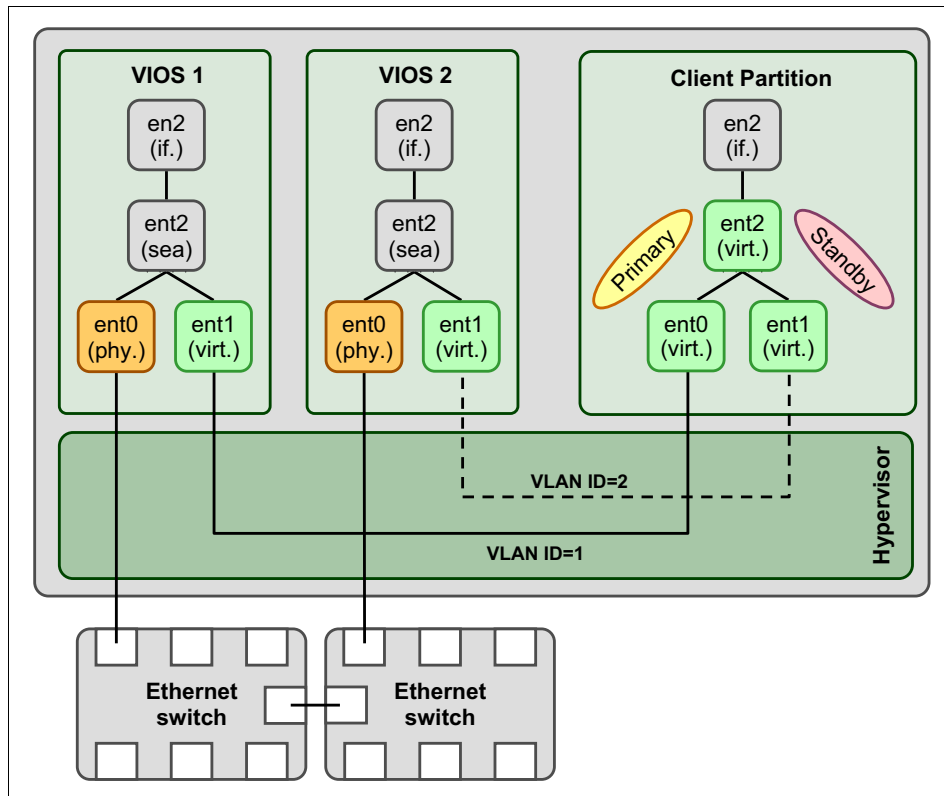 VIOS 1
en2
(if.)
ent2
(sea)
ent0
(phy.)
ent1
(virt.)
VIOS 2
en2
(if.)
ent2
(sea)
ent0
(phy.)
ent1
(virt.)
Client Partition
en2
(if.)
Primary
ent2
(virt.)
Standby
ent0
(virt.)
ent1
(virt.)
VLAN ID=2
VLAN ID=1
Hypervisor
Ethernet
switch
Ethernet
switch